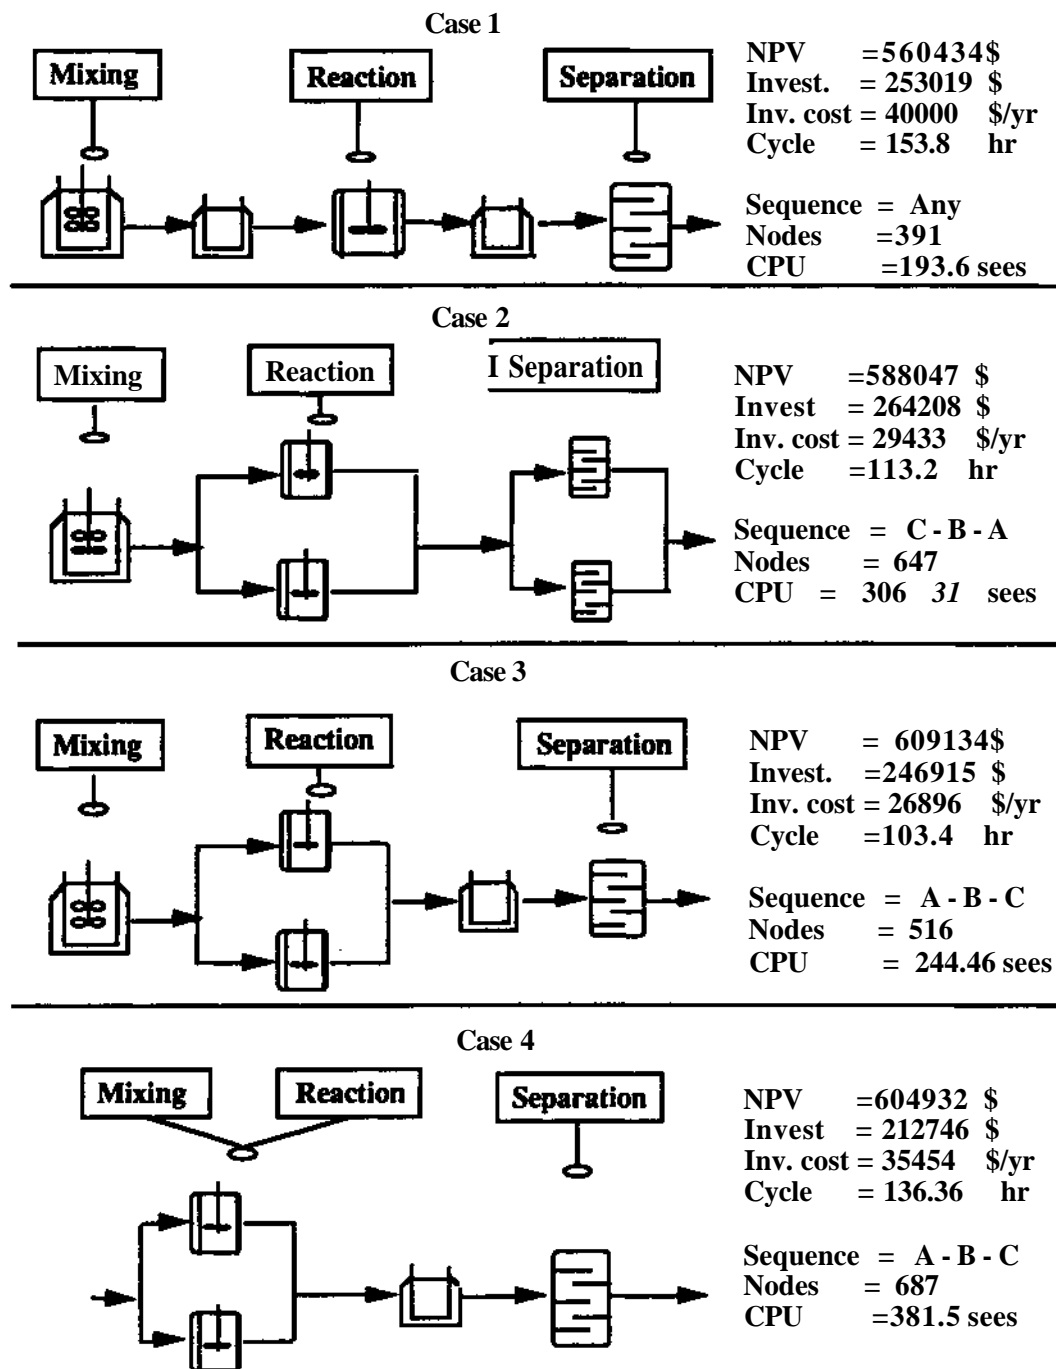 Case 1
Mixing
Reaction
Separation
NPV =560434$
Invest. = 253019 $
Inv. cost = 40000 $/yr
Cycle = 153.8 hr
Sequence = Any
Nodes =391
CPU =193.6 sees
Case 2
Mixing
Reaction
I Separation
NPV =588047 $
Invest = 264208 $
Inv. cost = 29433 $/yr
Cycle =113.2 hr
Sequence = C - B - A
Nodes = 647
CPU = 306 31 sees
Case 3
Mixing
Reaction
Separation
NPV = 609134$
Invest. =246915 $
Inv. cost = 26896 $/yr
Cycle =103.4 hr
Sequence = A - B - C
Nodes = 516
CPU = 244.46 sees
Case 4
Mixing
Reaction
Separation
NPV =604932 $
Invest = 212746 $
Inv. cost = 35454 $/yr
Cycle = 136.36 hr
Sequence = A - B - C
Nodes = 687
CPU =381.5 sees